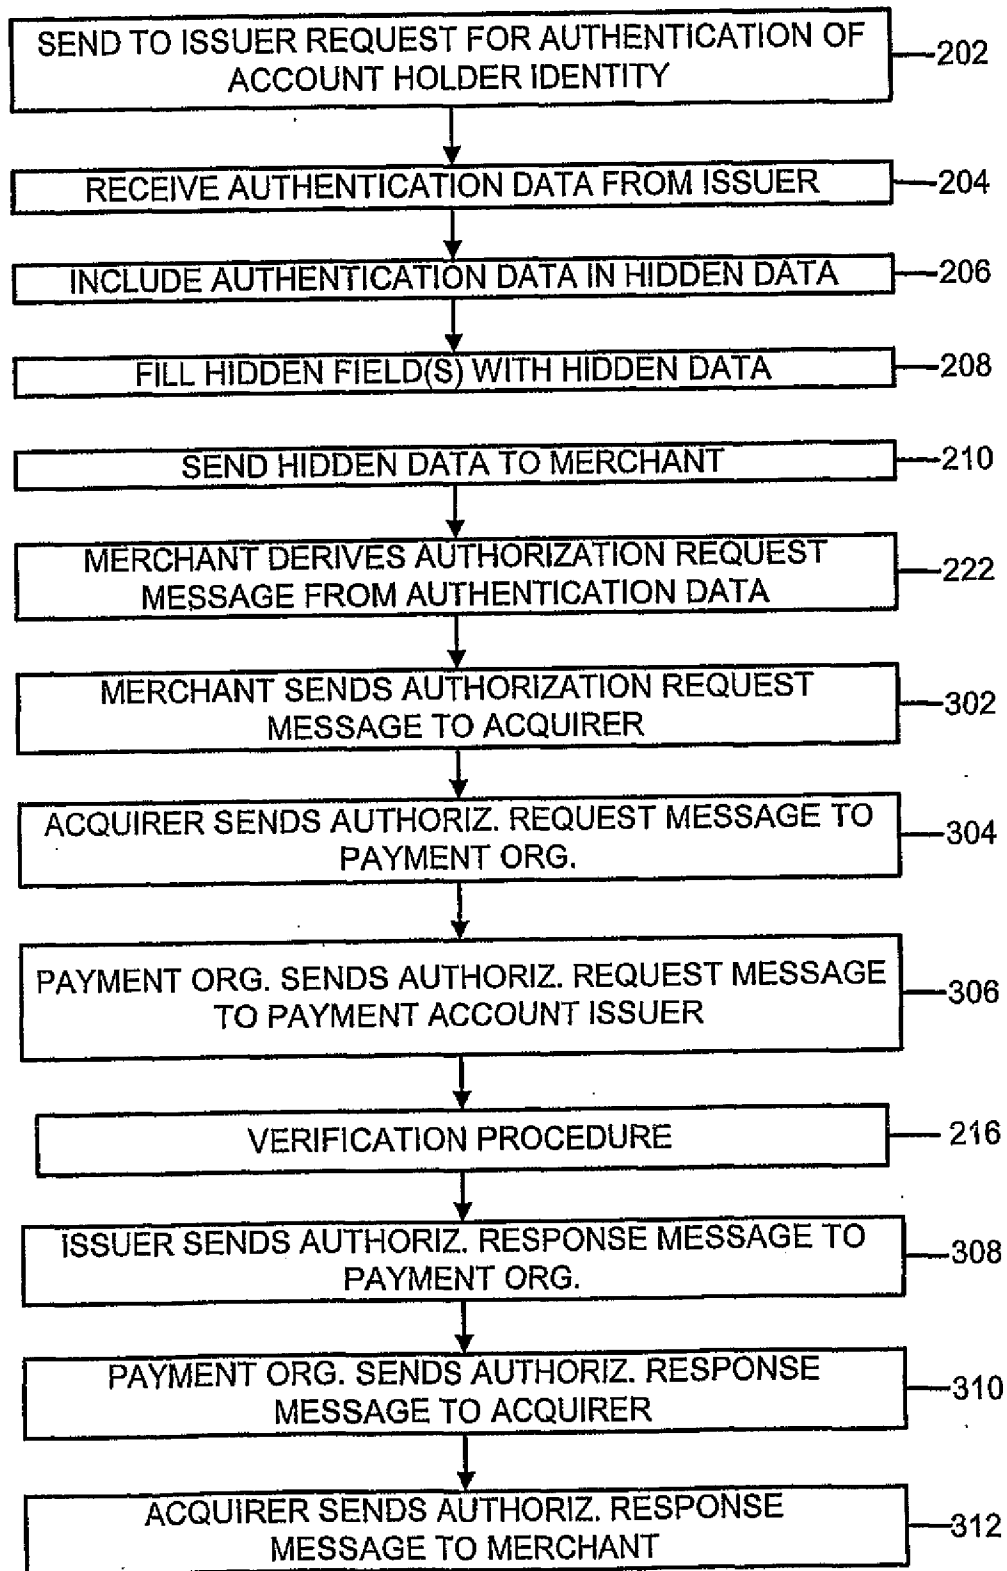 SEND TO ISSUER REQUEST FOR AUTHENTICATION OF
ACCOUNT HOLDER IDENTITY
202
RECEIVE AUTHENTICATION DATA FROM ISSUER
204
INCLUDE AUTHENTICATION DATA IN HIDDEN DATA
206
FILL HIDDEN FIELD(S) WITH HIDDEN DATA
208
SEND HIDDEN DATA TO MERCHANT
210
MERCHANT DERIVES AUTHORIZATION REQUEST
MESSAGE FROM AUTHENTICATION DATA
222
MERCHANT SENDS AUTHORIZATION REQUEST
MESSAGE TO ACQUIRER
302
ACQUIRER SENDS AUTHORIZ. REQUEST MESSAGE TO
PAYMENT ORG.
304
PAYMENT ORG. SENDS AUTHORIZ. REQUEST MESSAGE
TO PAYMENT ACCOUNT ISSUER
306
VERIFICATION PROCEDURE
216
ISSUER SENDS AUTHORIZ. RESPONSE MESSAGE TO
PAYMENT ORG.
308
PAYMENT ORG. SENDS AUTHORIZ. RESPONSE
MESSAGE TO ACQUIRER
310
ACQUIRER SENDS AUTHORIZ. RESPONSE
MESSAGE TO MERCHANT
312